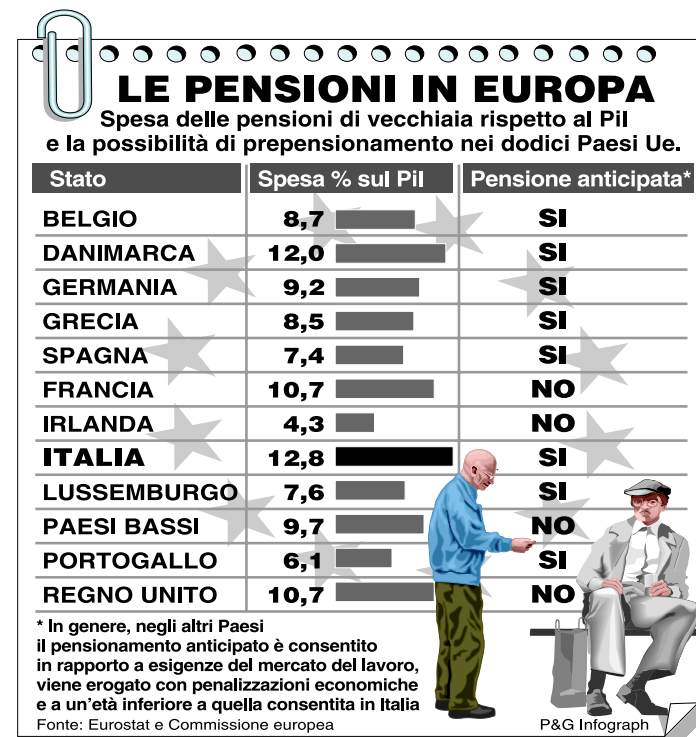 LE PENSIONI IN EUROPA
Spesa delle pensioni di vecchiaia rispetto al Pil
e la possibilità di prepensionamento nei dodici Paesi Ue.
Stato Spesa % sul Pil Pensione anticipata*
BELGIO 8,7 SI
DANIMARCA 12,0 SI
GERMANIA 9,2 SI
GRECIA 8,5 SI
SPAGNA 7,4 SI
FRANCIA 10,7 NO
IRLANDA 4,3 NO
ITALIA 12,8 SI
LUSSEMBURGO 7,6 SI
PAESI BASSI 9,7 NO
PORTOGALLO 6,1 SI
REGNO UNITO 10,7 NO
* In genere, negli altri Paesi
il pensionamento anticipato è consentito
in rapporto a esigenze del mercato del lavoro,
viene erogato con penalizzazioni economiche
e a un'età inferiore a quella consentita in Italia
Fonte: Eurostat e Commissione europea P&G Infograph